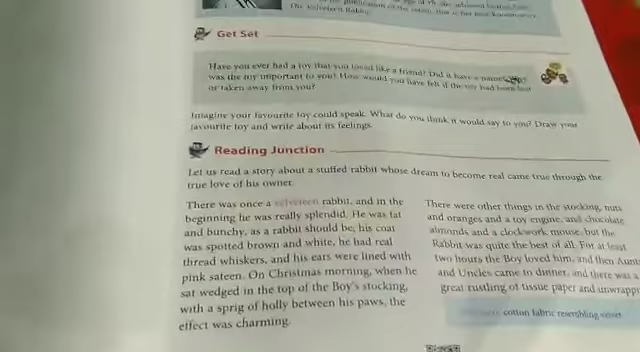 The Velveteen Rabbit
Get Set
Have you ever had a toy that you loved like a friend? Did it have a name? Why
was the toy important to you? How would you have felt if the toy had been lost
or taken away from you?
Imagine your favourite toy could speak. What do you think it would say to you? Draw your
favourite toy and write about its feelings.
Reading Junction
Let us read a story about a stuffed rabbit whose dream to become real came true through the
true love of his owner.
There was once a velveteen rabbit, and in the
beginning he was really splendid. He was fat
and bunchy, as a rabbit should be, his coat
was spotted brown and white, he had real
thread whiskers, and his ears were lined with
pink sateen. On Christmas morning, when he
sat wedged in the top of the Boy's stocking,
with a sprig of holly between his paws, the
effect was charming.
There were other things in the stocking, nuts
and oranges and a toy engine, and chocolate
almonds and a clockwork mouse, but the
Rabbit was quite the best of all. For at least
two hours the Boy loved him, and then Aunts
and Uncles came to dinner, and there was a
great rustling of tissue paper and unwrapp
cotton fabric resembling velvet